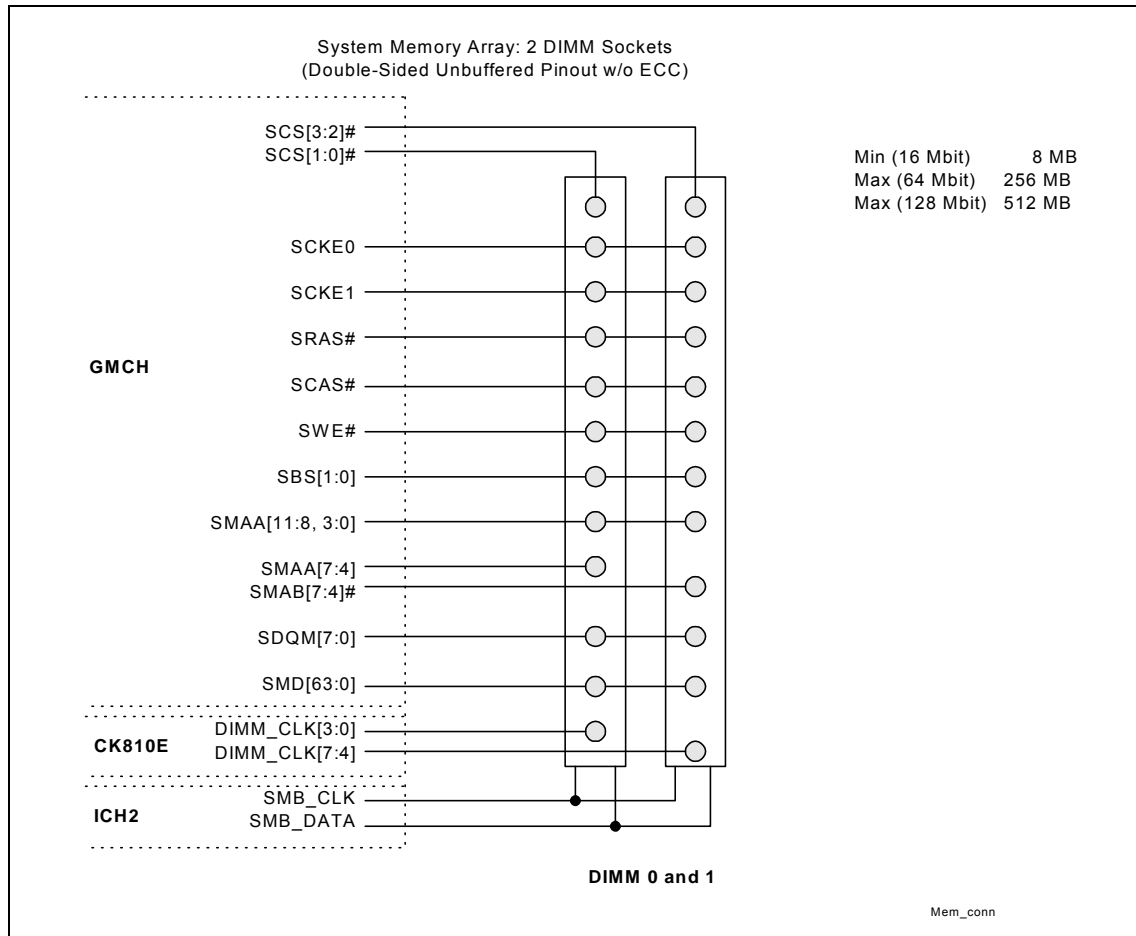 System Memory Array: 2 DIMM Sockets
(Double-Sided Unbuffered Pinout w/o ECC)
SCS[3:2]#
SCS[1:0]#
Min (16 Mbit) 8 MB
Max (64 Mbit) 256 MB
Max (128 Mbit) 512 MB
SCKE0
SCKE1
SRAS#
GMCH
SCAS#
SWE#
SBS[1:0]
SMAA[11:8, 3:0]
SMAA[7:4]
SMAB[7:4]#
SDQM[7:0]
SMD[63:0]
DIMM_CLK[3:0]
CK810E
DIMM_CLK[7:4]
SMB_CLK
ICH2
SMB_DATA
DIMM 0 and 1
Mem_conn